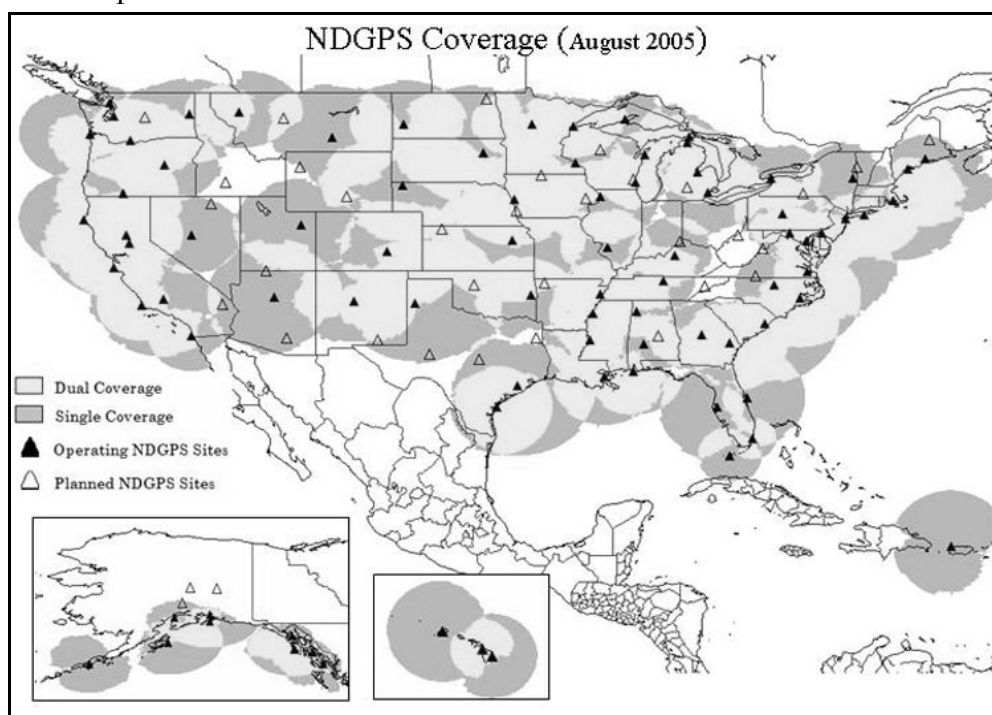 NDGPS Coverage (August 2005)
Dual Coverage
Single Coverage
Operating NDGPS Sites
Planned NDGPS Sites